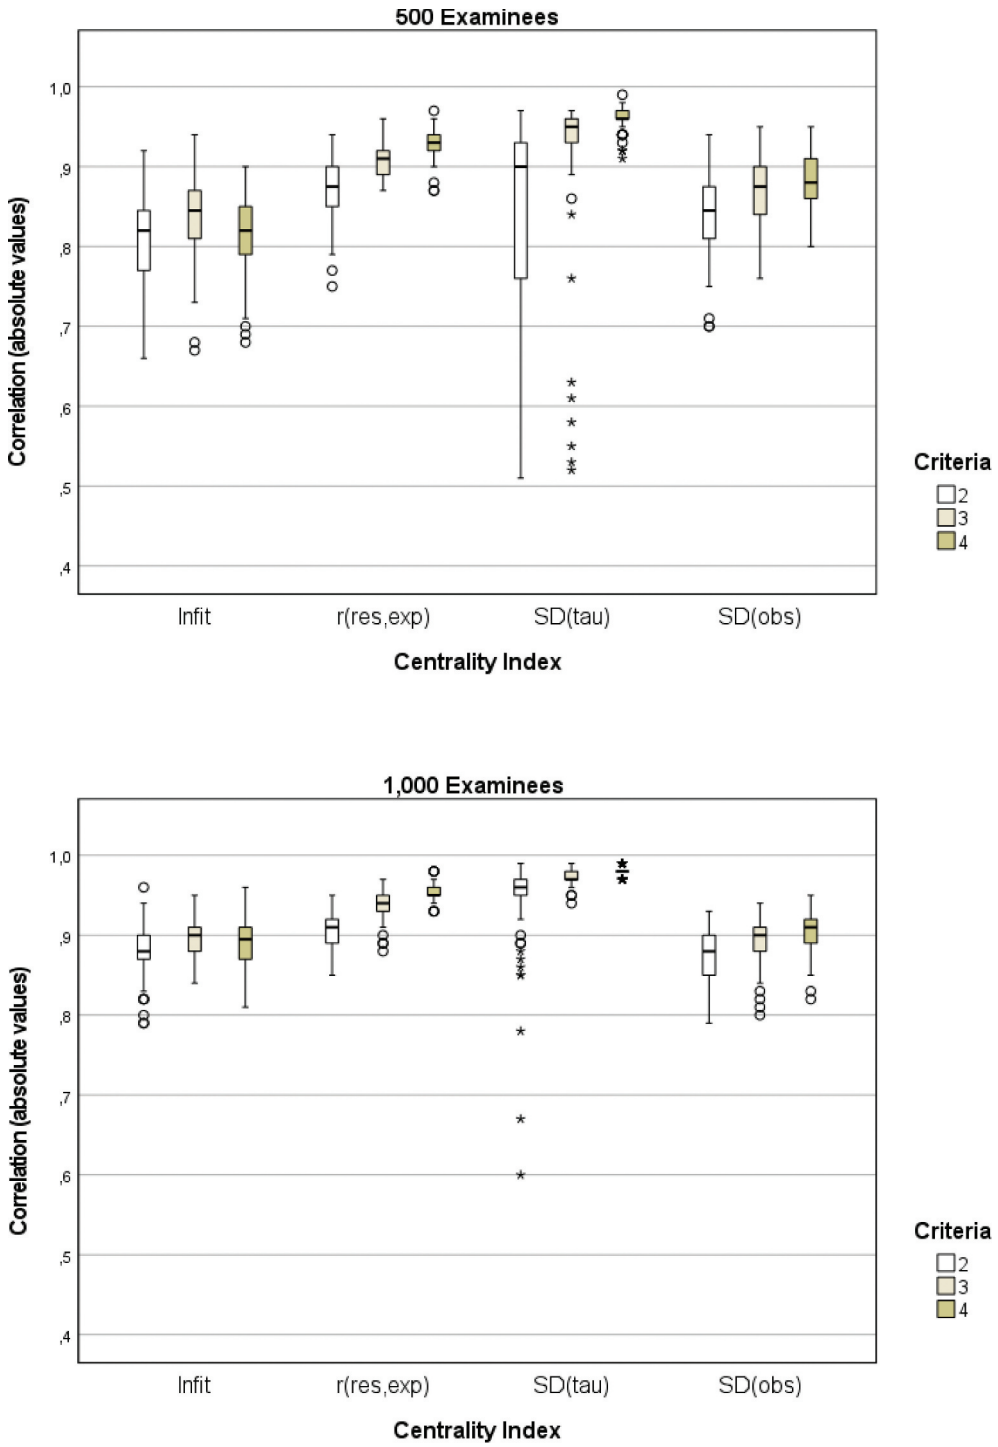 500 Examinees
1,0
,9
,8
,7
,6
,5
,4
Correlation (absolute values)
Infit
r(res,exp)
SD(tau)
SD(obs)
Centrality Index
Criteria
2
3
4
1,000 Examinees
1,0
,9
,8
,7
,6
,5
,4
Correlation (absolute values)
Infit
r(res,exp)
SD(tau)
SD(obs)
Centrality Index
Criteria
2
3
4